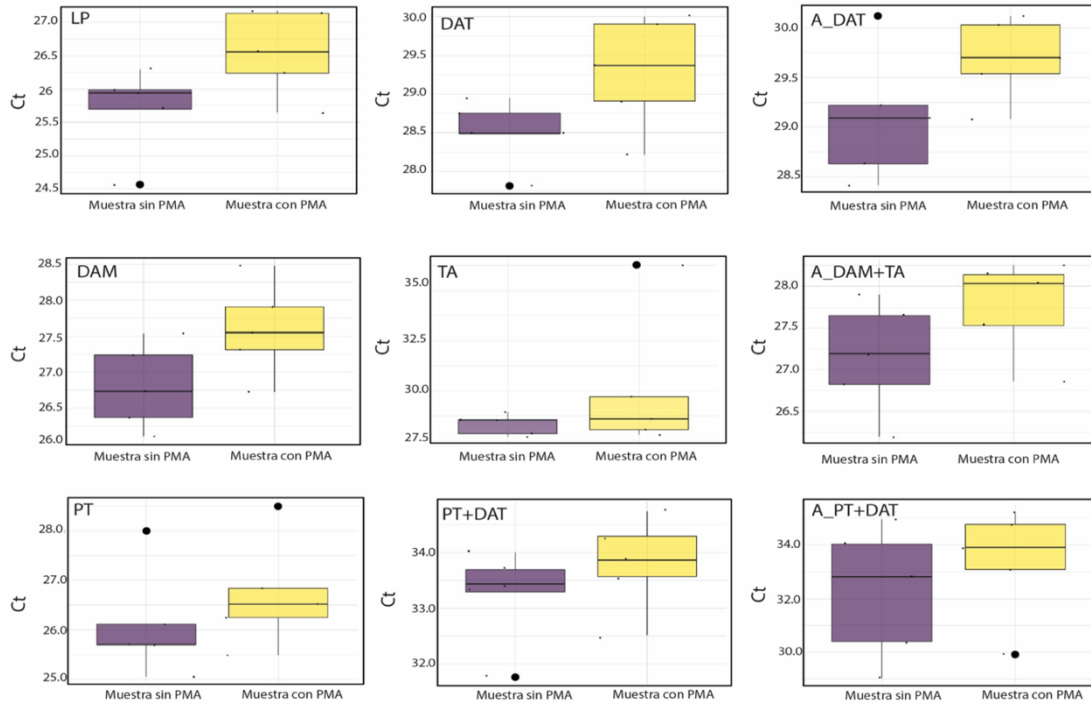 LP
Ct
27.0
26.5
26
25.5
25.0
24.5
Muestra sin PMA
Muestra con PMA
DAT
Ct
30.0
29.5
29.0
28.5
28.0
Muestra sin PMA
Muestra con PMA
A_DAT
Ct
30.0
29.5
29.0
28.5
Muestra sin PMA
Muestra con PMA
DAM
Ct
28.5
28.0
27.5
27.0
26.5
26.0
Muestra sin PMA
Muestra con PMA
TA
Ct
35.0
30.0
27.5
Muestra sin PMA
Muestra con PMA
A_DAM+TA
Ct
28.0
27.5
27.0
26.5
Muestra sin PMA
Muestra con PMA
PT
Ct
28.0
27.0
26.0
25.0
Muestra sin PMA
Muestra con PMA
PT+DAT
Ct
34.0
33.0
32.0
Muestra sin PMA
Muestra con PMA
A_PT+DAT
Ct
34.0
32.0
30.0
Muestra sin PMA
Muestra con PMA